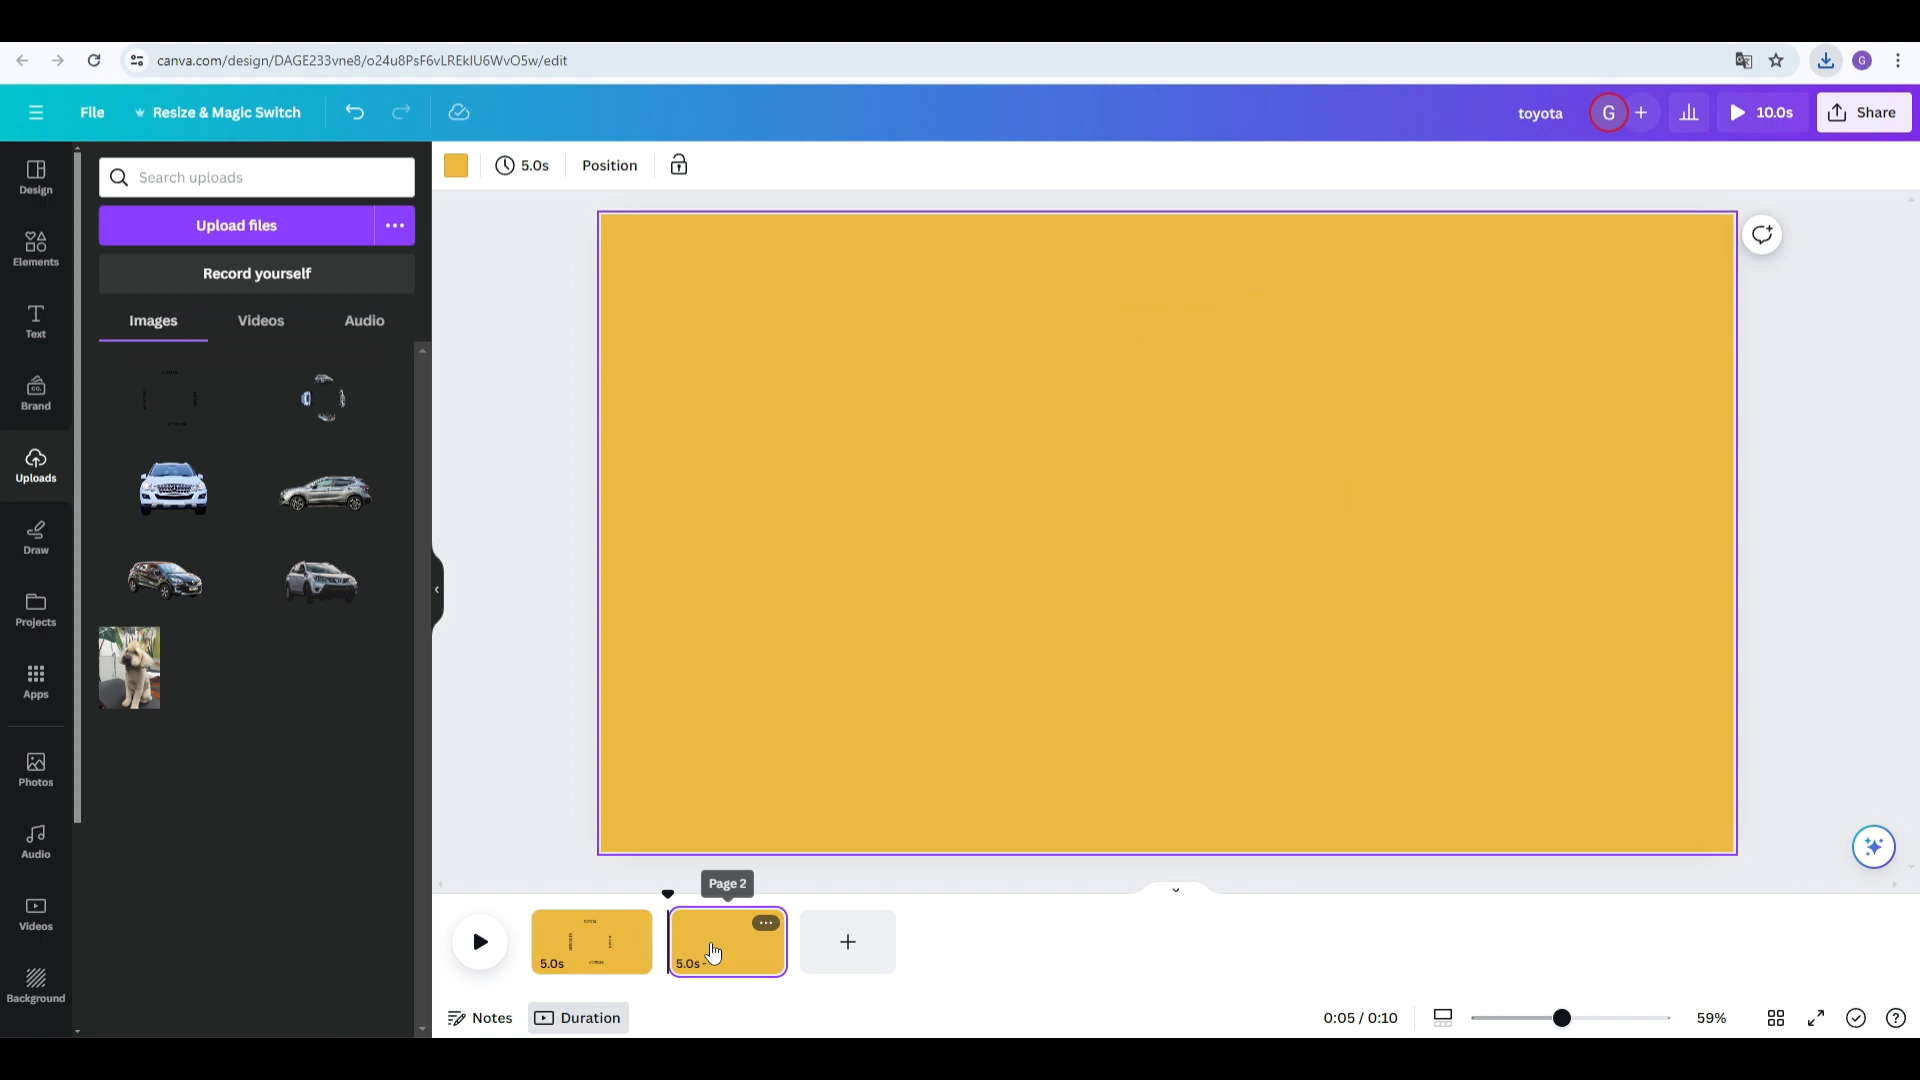 canva.com/design/DAGE233vne8/o24u8PsF6vLREkIU6WvO5w/edit
G
File
Resize & Magic Switch
toyota
G
10.0s
Share
Design
Elements
Text
Brand
Uploads
Draw
Projects
Apps
Photos
Audio
Videos
Background
Search uploads
Upload files
Record yourself
Images
Videos
Audio
5.0s
Position
Page 2
5.0s
5.0s
Notes
Duration
0:05 / 0:10
59%